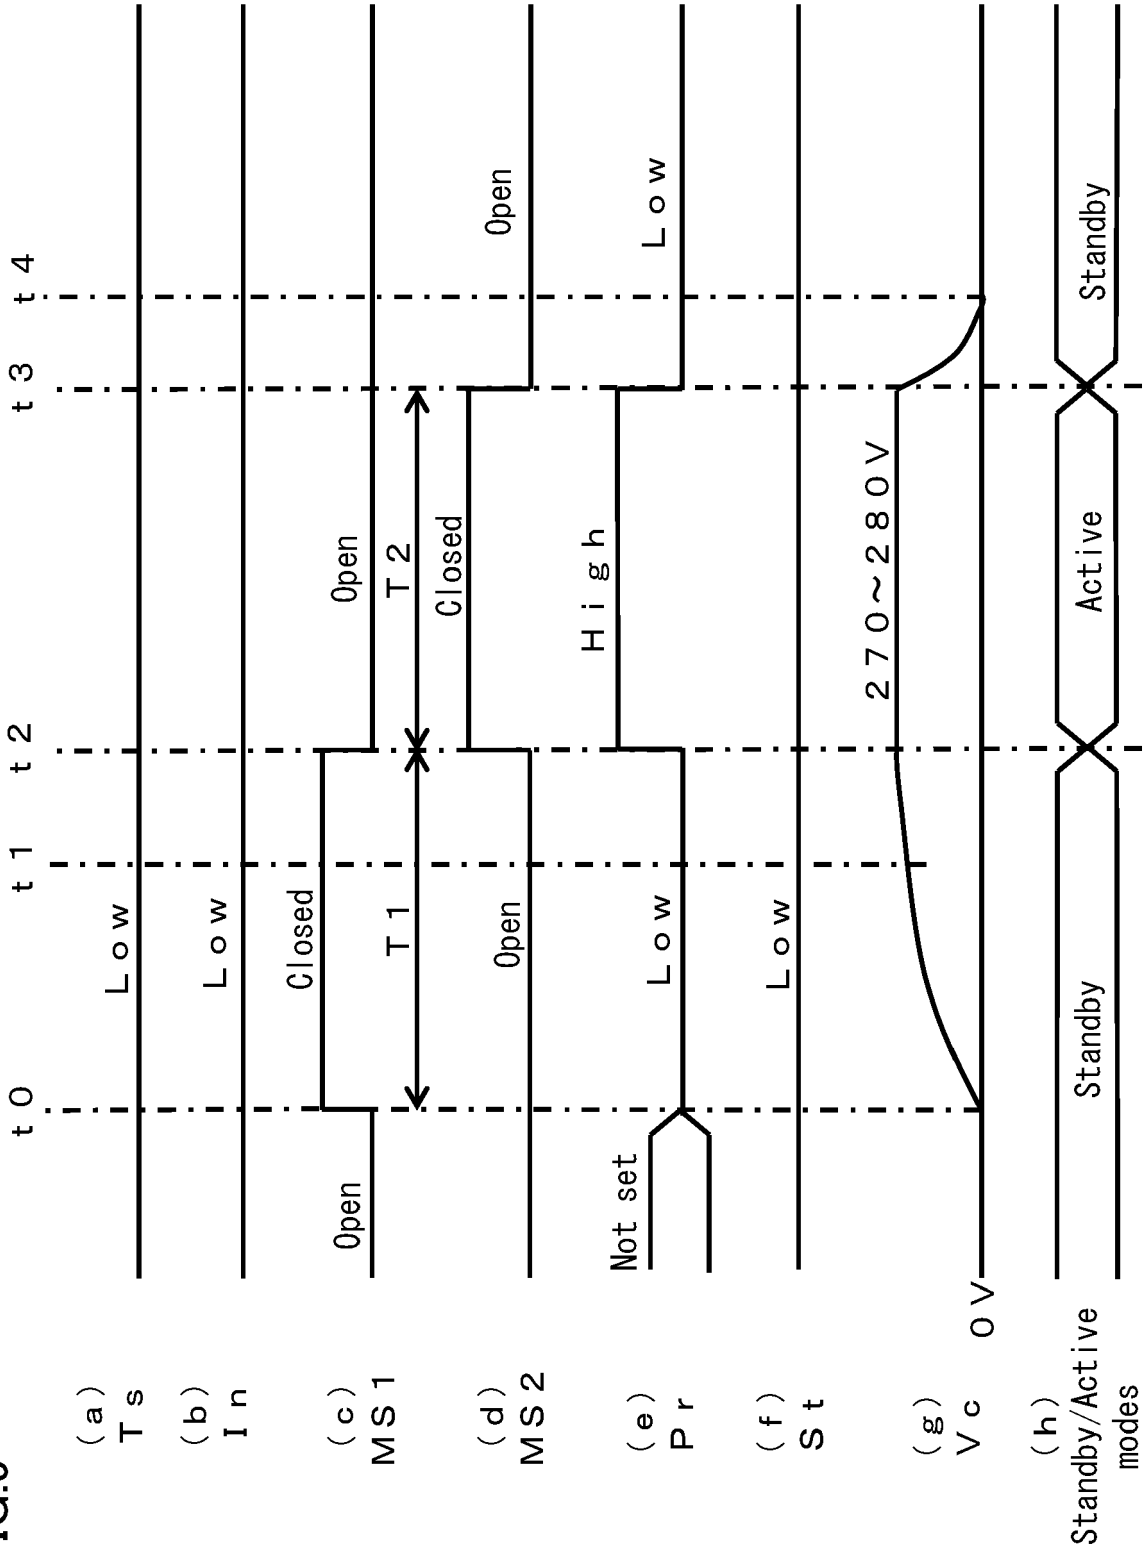 t0 t1 t2 t3 t4
(a)
Ts Low
(b)
In Low
(c)
MS1 Open Closed Open
T1 T2
(d)
MS2 Open Closed Open
(e)
Pr Not set Low High Low
(f)
St Low
(g)
Vc 0V 270~280V
(h)
Standby/Active
modes
Standby Active Standby